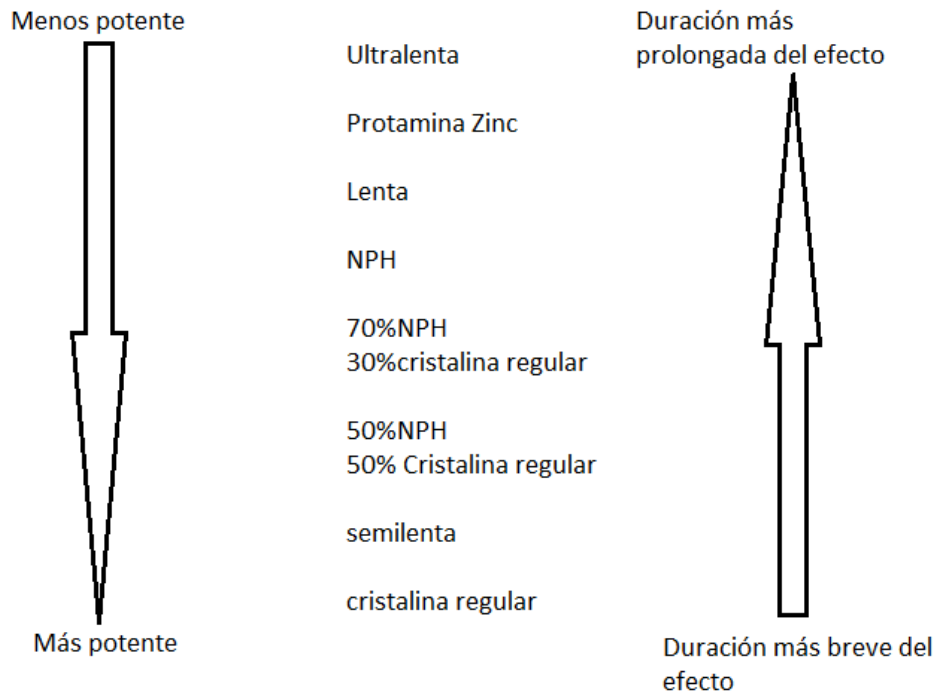 Menos potente
Duración más
prolongada del efecto
Ultralenta
Protamina Zinc
Lenta
NPH
70%NPH
30%cristalina regular
50%NPH
50% Cristalina regular
semilenta
cristalina regular
Más potente
Duración más breve del
efecto